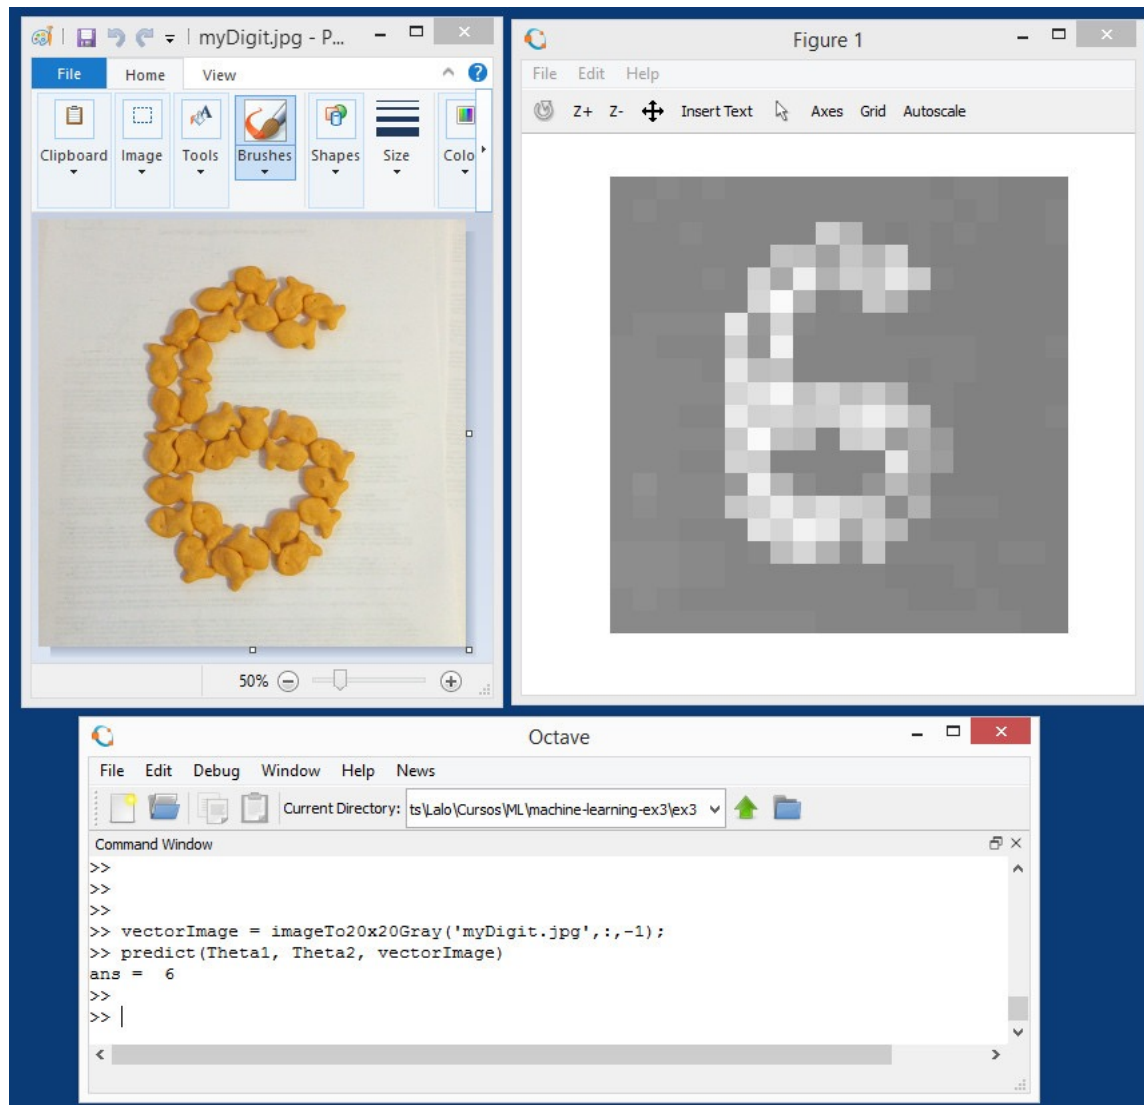 myDigit.jpg - P...
File Home View
Clipboard Image Tools Brushes Shapes Size Colo
50%
Figure 1
File Edit Help
Z+ Z- Insert Text Axes Grid Autoscale
Octave
File Edit Debug Window Help News
Current Directory: ts\Lalo\Cursos\ML\machine-learning-ex3\ex3
Command Window
>>
>>
>>
>> vectorImage = imageTo20x20Gray('myDigit.jpg',:,-1);
>> predict(Theta1, Theta2, vectorImage)
ans = 6
>>
>>